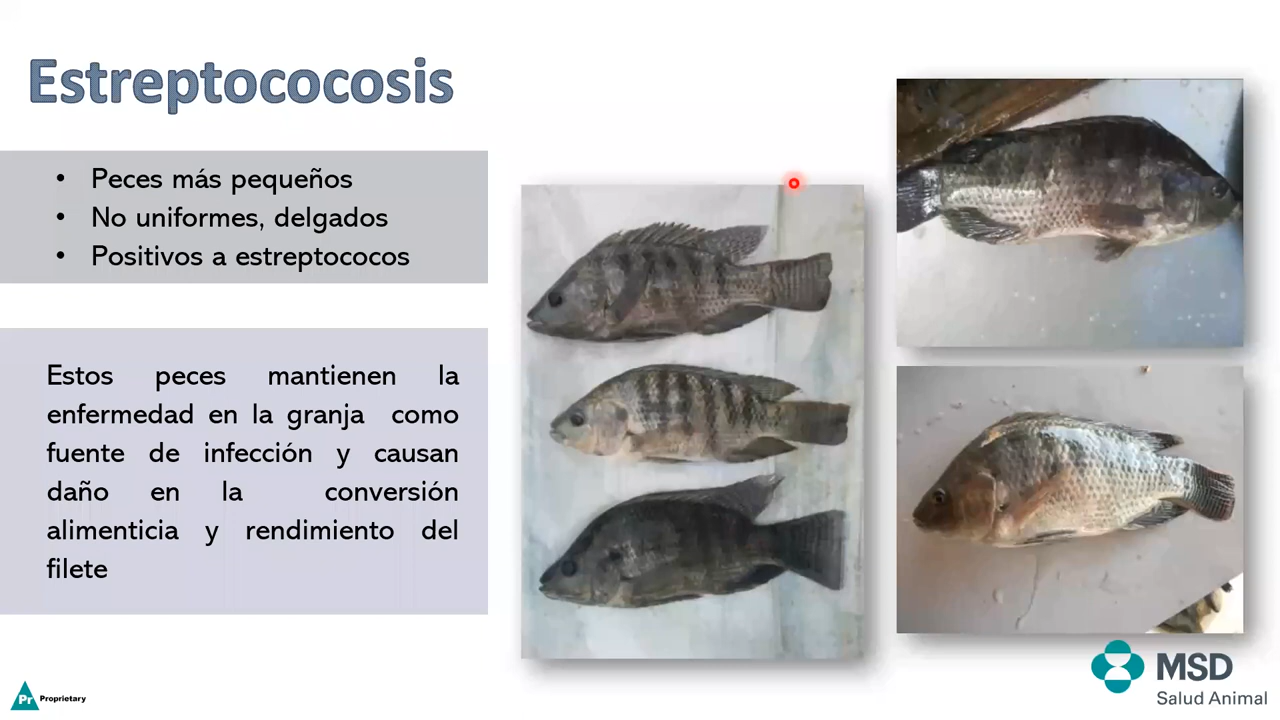 Estreptococosis
• Peces más pequeños
• No uniformes, delgados
• Positivos a estreptococos
Estos peces mantienen la
enfermedad en la granja como
fuente de infección y causan
daño en la conversión
alimenticia y rendimiento del
filete
Pr Proprietary
MSD
Salud Animal